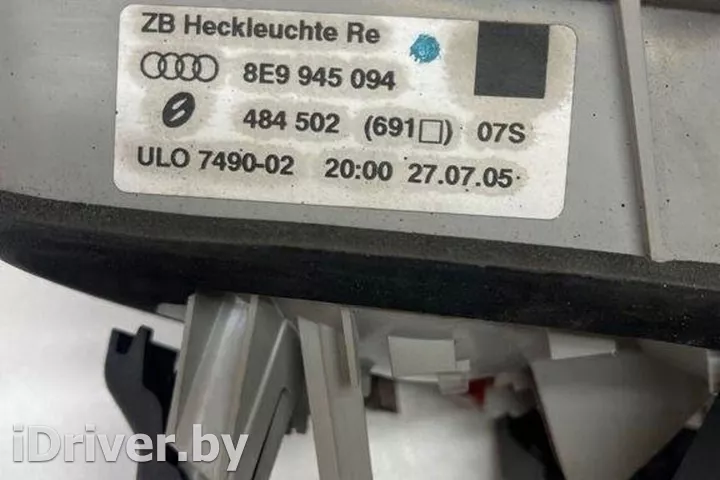 ZB Heckleuchte Re
8E9 945 094
484 502 (691□) 07S
ULO 7490-02 20:00 27.07.05
iDriver.by